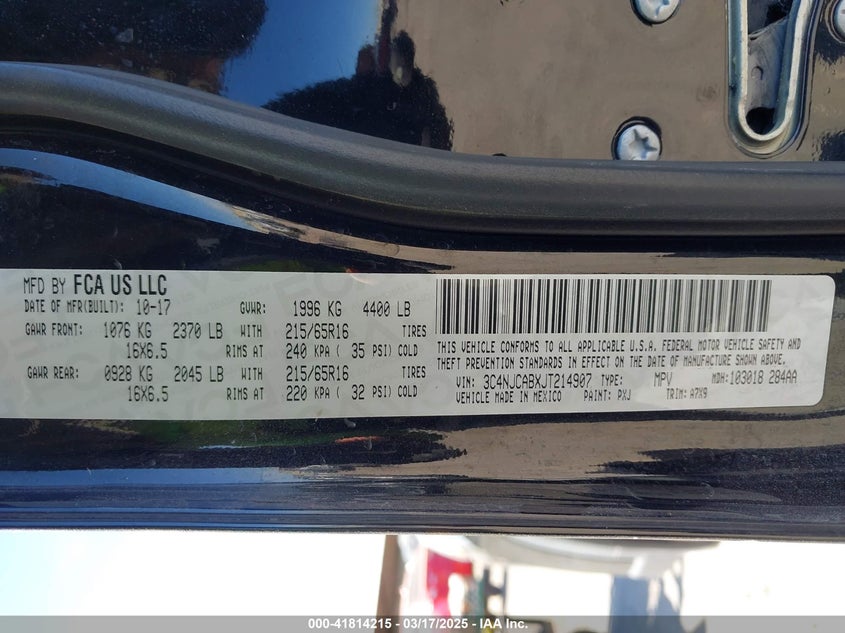 MFD BY FCA US LLC
DATE OF MFR(BUILT): 10-17 GVWR: 1996 KG 4400 LB
GAWR FRONT: 1076 KG 2370 LB WITH 215/65R16 TIRES
16X6.5 RIMS AT 240 KPA ( 35 PSI) COLD
GAWR REAR: 0928 KG 2045 LB WITH 215/65R16 TIRES
16X6.5 RIMS AT 220 KPA ( 32 PSI) COLD
THIS VEHICLE CONFORMS TO ALL APPLICABLE U.S.A. FEDERAL MOTOR VEHICLE SAFETY AND
THEFT PREVENTION STANDARDS IN EFFECT ON THE DATE OF MANUFACTURE SHOWN ABOVE.
VIN: 3C4NJCABXJT214907 TYPE: MPV MDH: 103018 284AA
VEHICLE MADE IN MEXICO PAINT: PXJ TRIM: A7X9
000-41814215 - 03/17/2025 - IAA Inc.